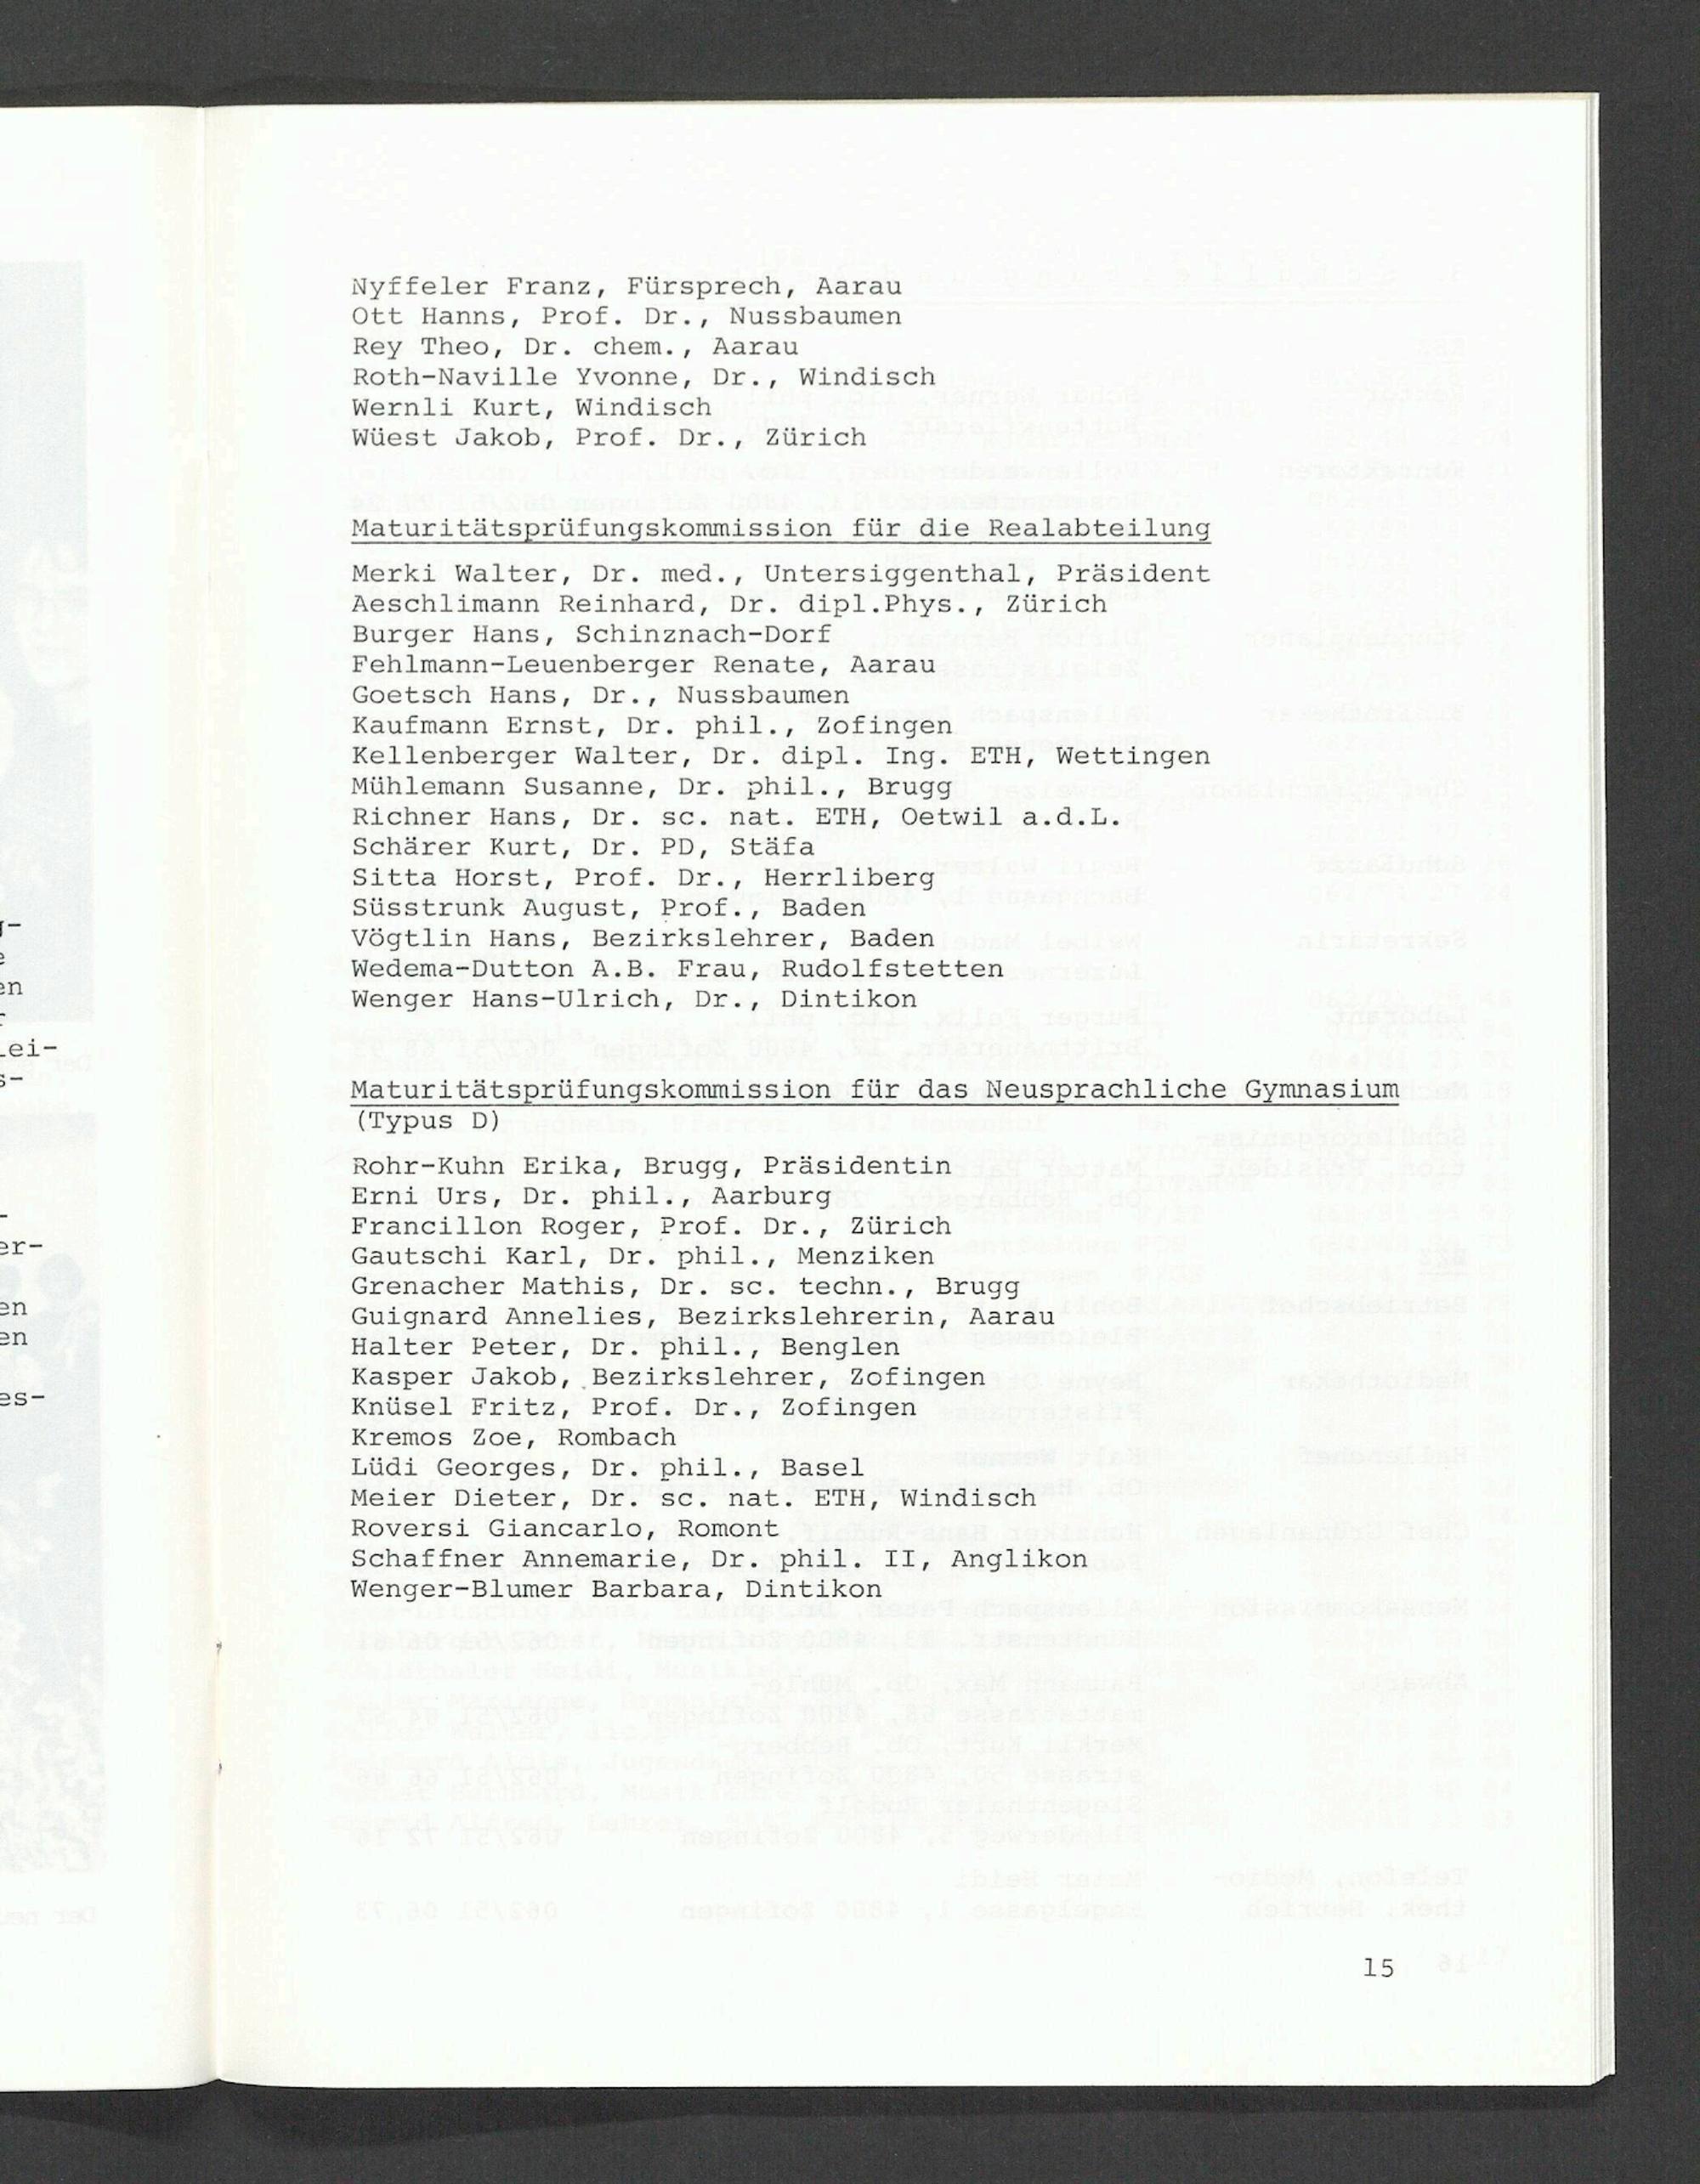 Nyffeler Franz, Fürsprech, Aarau
Ott Hanns, Prof. Dr., Nussbaumen
Rey Theo, Dr. chem., Aarau
Roth-Naville Yvonne, Dr., Windisch
Wernli Kurt, Windisch
Wüest Jakob, Prof. Dr., Zürich
Maturitätsprüfungskommission für die Realabteilung
Merki Walter, Dr. med., Untersiggenthal, Präsident
Aeschlimann Reinhard, Dr. dipl.Phys., Zürich
Burger Hans, Schinznach-Dorf
Fehlmann-Leuenberger Renate, Aarau
Goetsch Hans, Dr., Nussbaumen
Kaufmann Ernst, Dr. phil., Zofingen
Kellenberger Walter, Dr. dipl. Ing. ETH, Wettingen
Mühlemann Susanne, Dr. phil., Brugg
Richner Hans, Dr. sc. nat. ETH, Oetwil a.d.L.
Schärer Kurt, Dr. PD, Stäfa
Sitta Horst, Prof. Dr., Herrliberg
Süsstrunk August, Prof., Baden
Vögtlin Hans, Bezirkslehrer, Baden
Wedema-Dutton A.B. Frau, Rudolfstetten
Wenger Hans-Ulrich, Dr., Dintikon
Maturitätsprüfungskommission für das Neusprachliche Gymnasium
(Typus D)
Rohr-Kuhn Erika, Brugg, Präsidentin
Erni Urs, Dr. phil., Aarburg
Francillon Roger, Prof. Dr., Zürich
Gautschi Karl, Dr. phil., Menziken
Grenacher Mathis, Dr. sc. techn., Brugg
Guignard Annelies, Bezirkslehrerin, Aarau
Halter Peter, Dr. phil., Benglen
Kasper Jakob, Bezirkslehrer, Zofingen
Knüsel Fritz, Prof. Dr., Zofingen
Kremos Zoe, Rombach
Lüdi Georges, Dr. phil., Basel
Meier Dieter, Dr. sc. nat. ETH, Windisch
Roversi Giancarlo, Romont
Schaffner Annemarie, Dr. phil. II, Anglikon
Wenger-Blumer Barbara, Dintikon
15